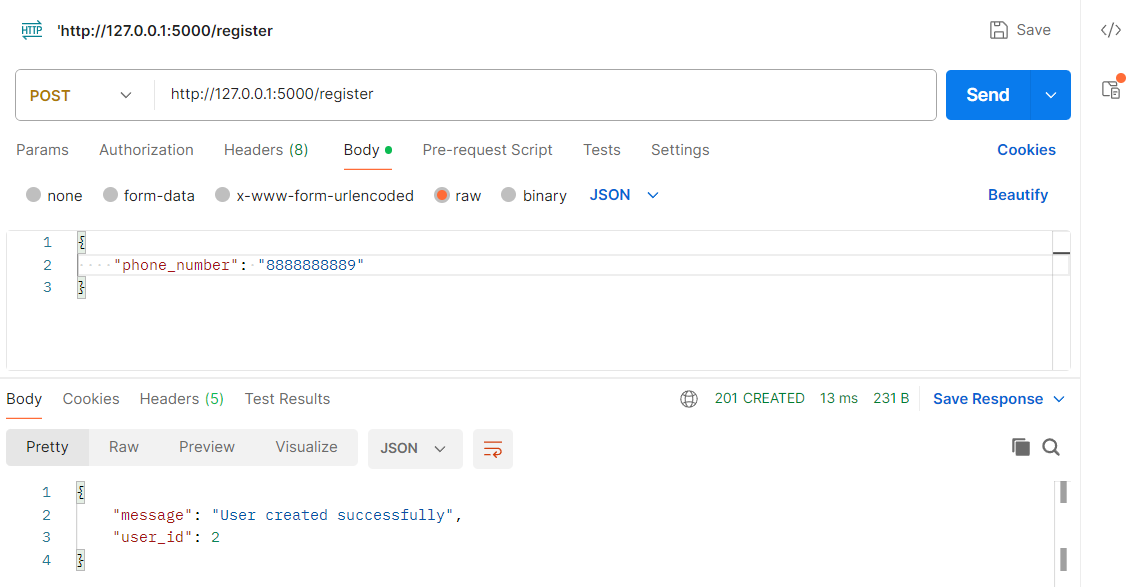 HTTP 'http://127.0.0.1:5000/register Save </>
POST http://127.0.0.1:5000/register Send
Params Authorization Headers (8) Body Pre-request Script Tests Settings Cookies
none form-data x-www-form-urlencoded raw binary JSON Beautify
1 {
2 ····"phone_number":·"8888888889"
3 }
Body Cookies Headers (5) Test Results 201 CREATED 13 ms 231 B Save Response
Pretty Raw Preview Visualize JSON
1 {
2 "message": "User created successfully",
3 "user_id": 2
4 }